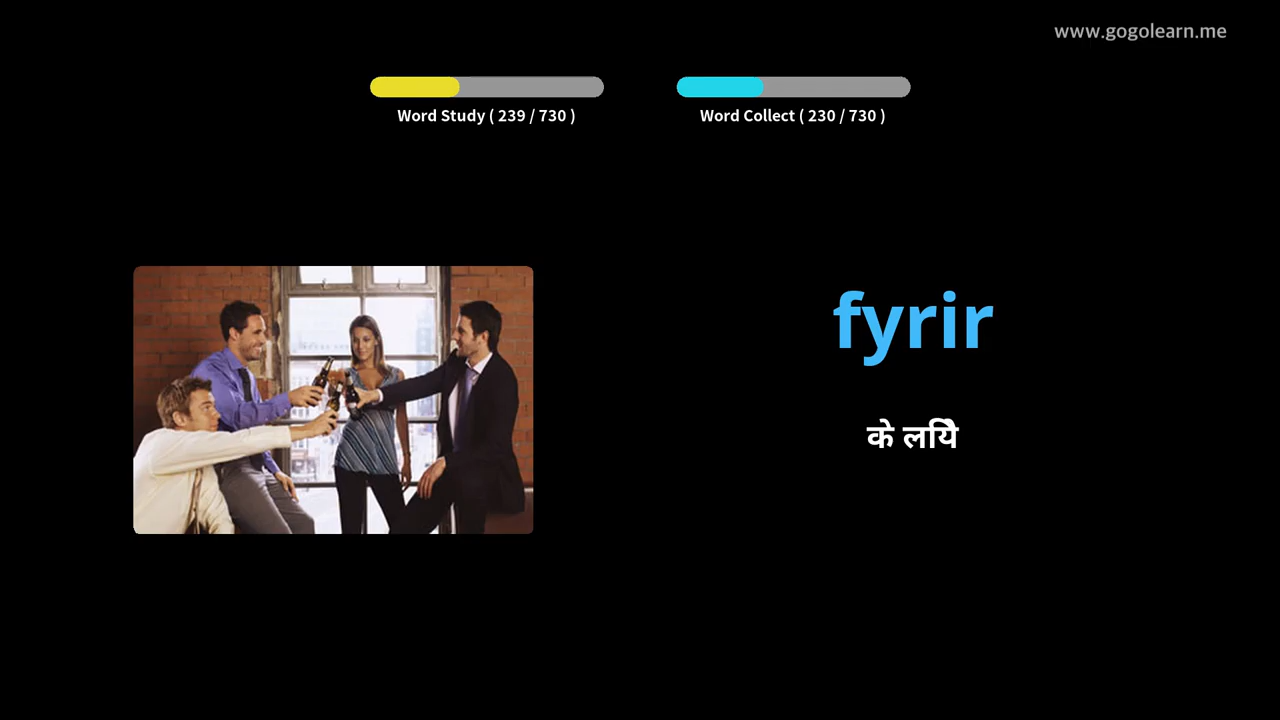 www.gogolearn.me
Word Study ( 239 / 730 )
Word Collect ( 230 / 730 )
fyrir
के लिये